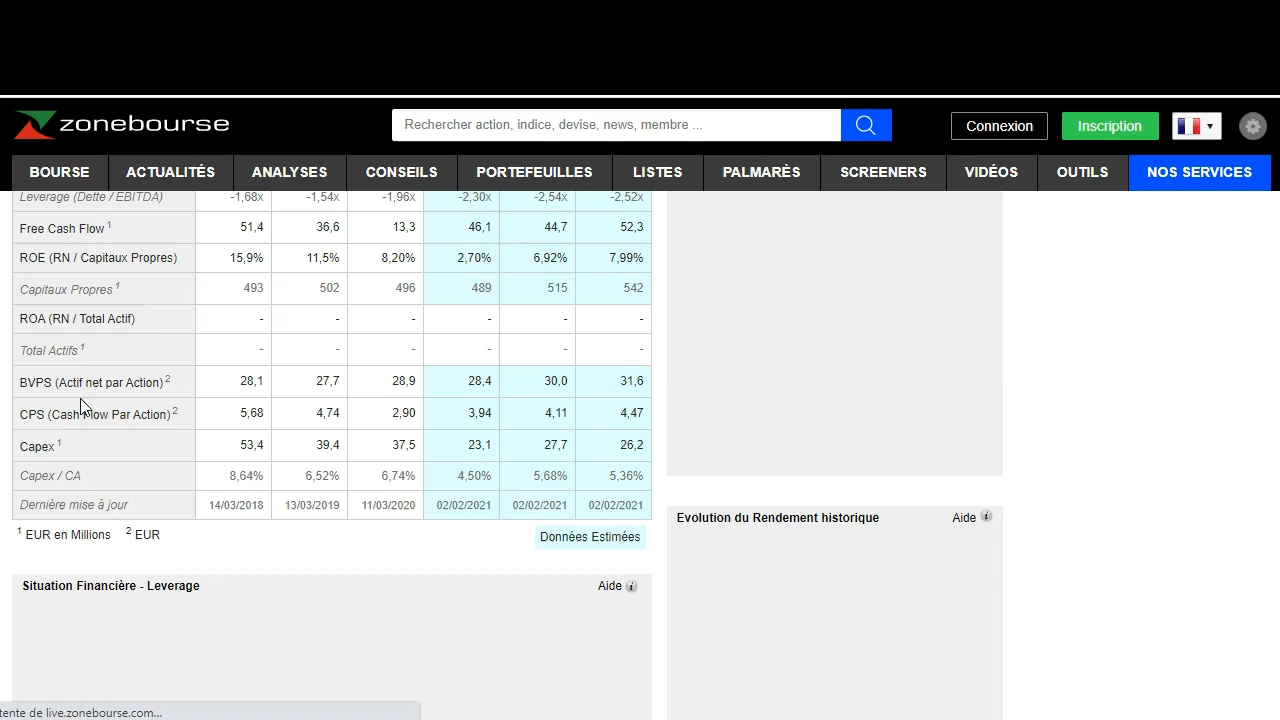 zonebourse
Rechercher action, indice, devise, news, membre ...
Connexion
Inscription
BOURSE ACTUALITÉS ANALYSES CONSEILS PORTEFEUILLES LISTES PALMARÈS SCREENERS VIDÉOS OUTILS NOS SERVICES
Leverage (Dette / EBITDA) -1,68x -1,54x -1,96x -2,30x -2,54x -2,52x
Free Cash Flow 1 51,4 36,6 13,3 46,1 44,7 52,3
ROE (RN / Capitaux Propres) 15,9% 11,5% 8,20% 2,70% 6,92% 7,99%
Capitaux Propres 1 493 502 496 489 515 542
ROA (RN / Total Actif) - - - - - -
Total Actifs 1 - - - - - -
BVPS (Actif net par Action) 2 28,1 27,7 28,9 28,4 30,0 31,6
CPS (Cash Flow Par Action) 2 5,68 4,74 2,90 3,94 4,11 4,47
Capex 1 53,4 39,4 37,5 23,1 27,7 26,2
Capex / CA 8,64% 6,52% 6,74% 4,50% 5,68% 5,36%
Dernière mise à jour 14/03/2018 13/03/2019 11/03/2020 02/02/2021 02/02/2021 02/02/2021
1 EUR en Millions 2 EUR
Données Estimées
Situation Financière - Leverage Aide
Evolution du Rendement historique Aide
tente de live.zonebourse.com...